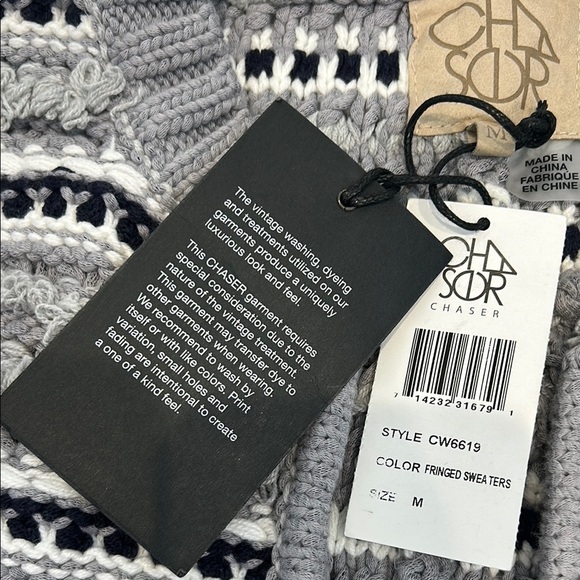 CHA
SER
M
MADE IN
CHINA
FABRIQUE
EN CHINE
The vintage washing, dyeing
and treatments utilized on our
garments produce a uniquely
luxurious look and feel.
This CHASER garment requires
special consideration due to the
nature of the vintage treatment.
This garment may transfer dye to
other garments when wearing.
We recommend to wash by
itself or with like colors. Print
variation, small holes and
fading are intentional to create
a one of a kind feel.
CHA
SER
CHASER
7 14232 31679 1
STYLE CW6619
COLOR FRINGED SWEATERS
SIZE M